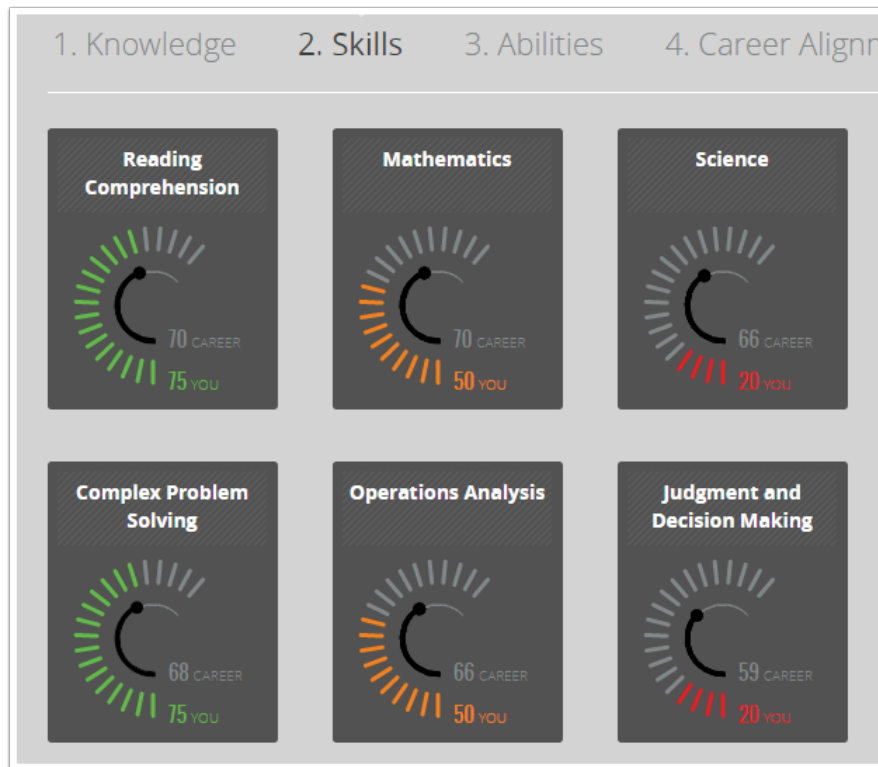 1. Knowledge 2. Skills 3. Abilities 4. Career Alignm
Reading Comprehension
70 CAREER
75 YOU
Mathematics
70 CAREER
50 YOU
Science
66 CAREER
20 YOU
Complex Problem Solving
68 CAREER
75 YOU
Operations Analysis
66 CAREER
50 YOU
Judgment and Decision Making
59 CAREER
20 YOU